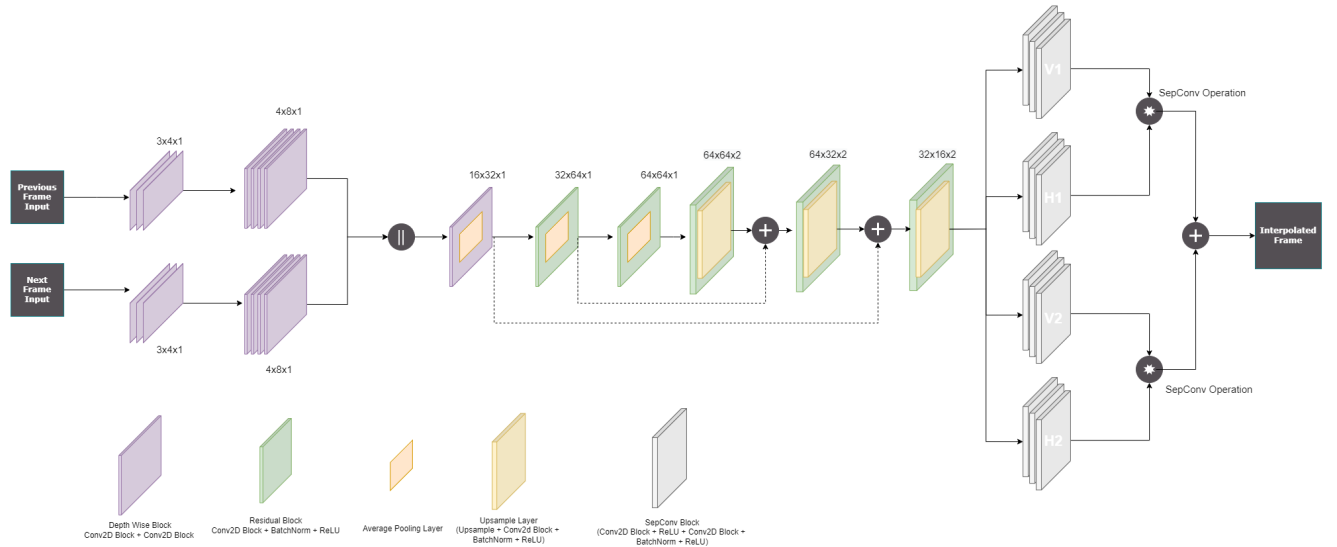 Previous
Frame
Input
3x4x1
4x8x1
Next
Frame
Input
3x4x1
4x8x1
||
16x32x1
32x64x1
64x64x1
64x64x2
+
64x32x2
+
32x16x2
V1
H1
V2
H2
SepConv Operation
SepConv Operation
+
Interpolated
Frame
Depth Wise Block
Conv2D Block + Conv2D Block
Residual Block
Conv2D Block + BatchNorm + ReLU
Average Pooling Layer
Upsample Layer
(Upsample + Conv2d Block +
BatchNorm + ReLU)
SepConv Block
(Conv2D Block + ReLU + Conv2D Block +
BatchNorm + ReLU)